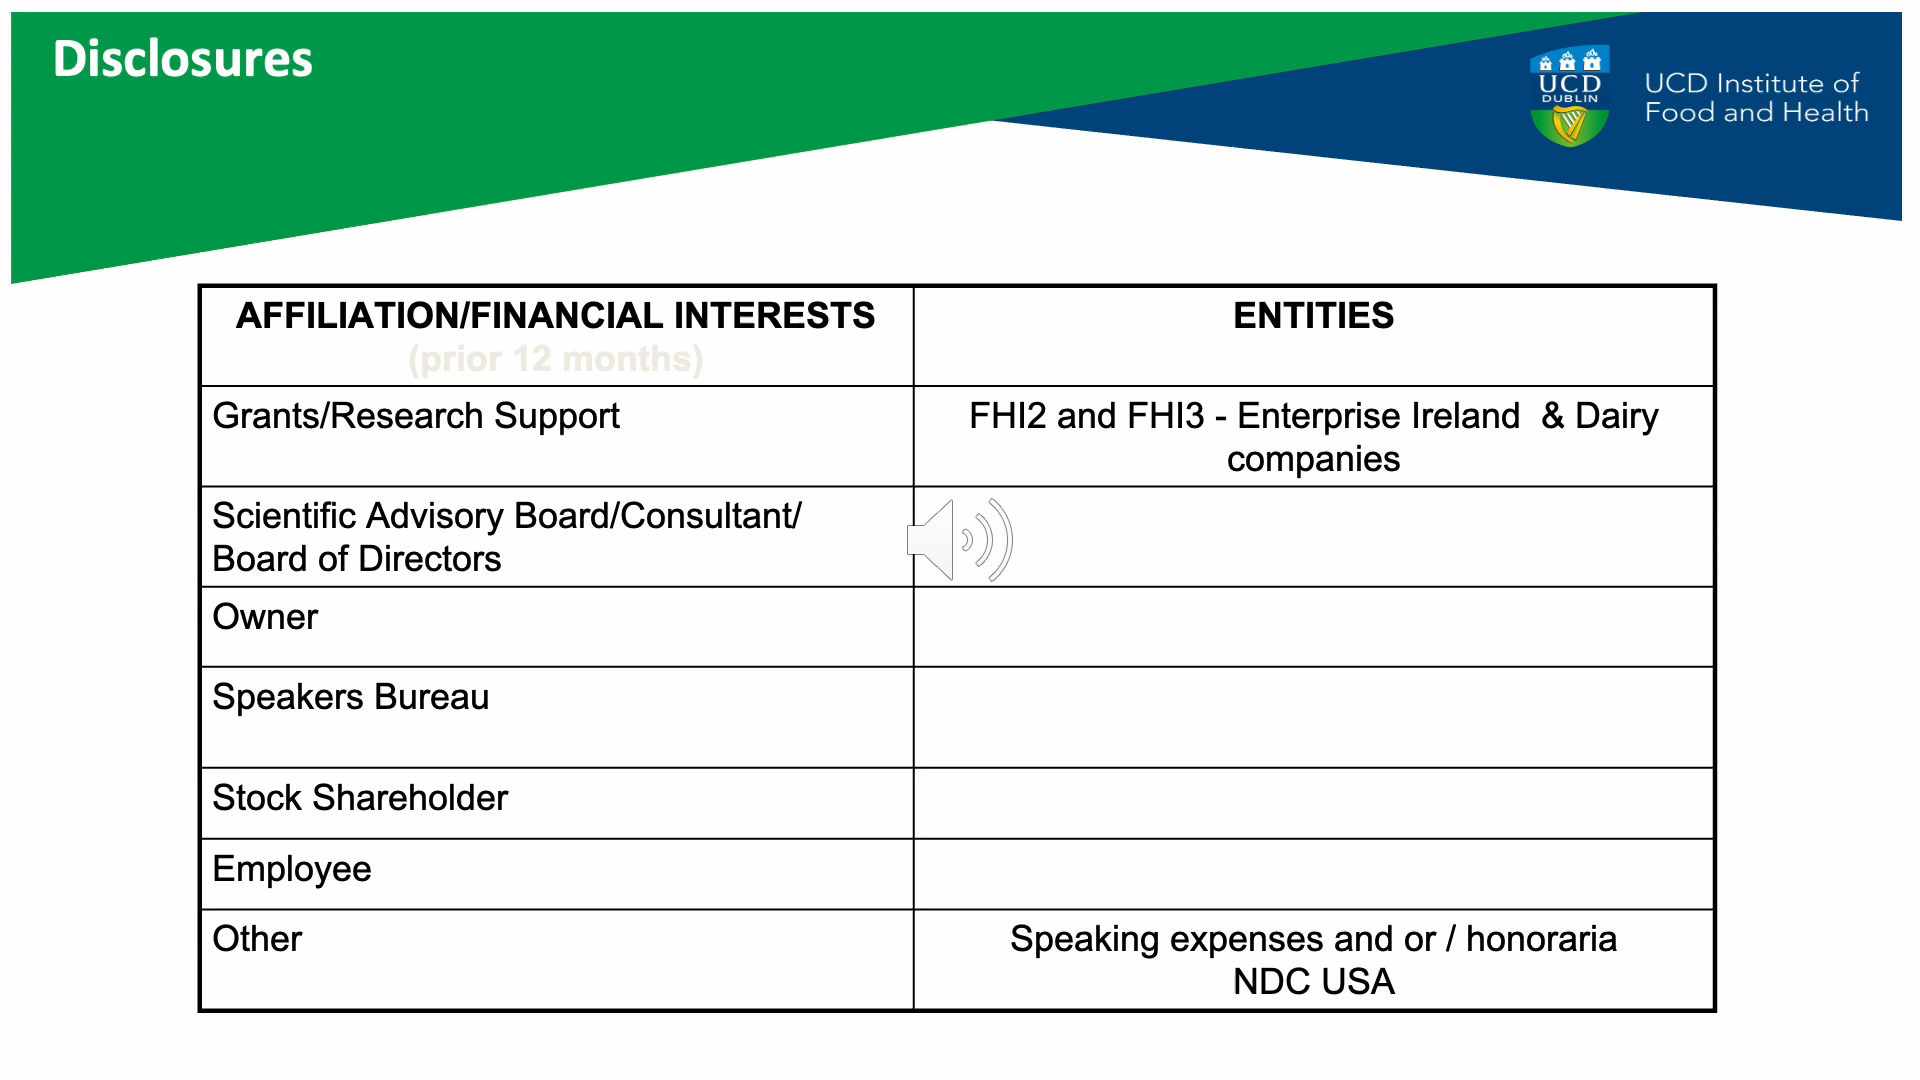 Disclosures
UCD
DUBLIN
UCD Institute of
Food and Health
AFFILIATION/FINANCIAL INTERESTS
(prior 12 months)
ENTITIES
Grants/Research Support
FHI2 and FHI3 - Enterprise Ireland  & Dairy
companies
Scientific Advisory Board/Consultant/
Board of Directors
Owner
Speakers Bureau
Stock Shareholder
Employee
Other
Speaking expenses and or / honoraria
NDC USA